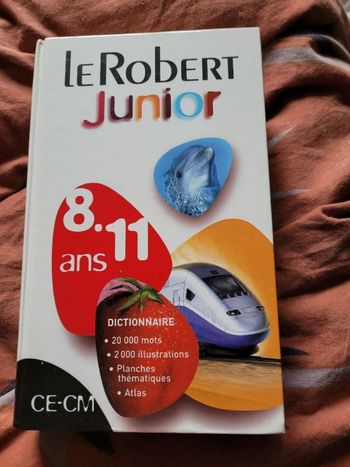 LE ROBERT
Junior
8.11
ans
DICTIONNAIRE
• 20 000 mots
• 2 000 illustrations
• Planches
thématiques
• Atlas
CE-CM